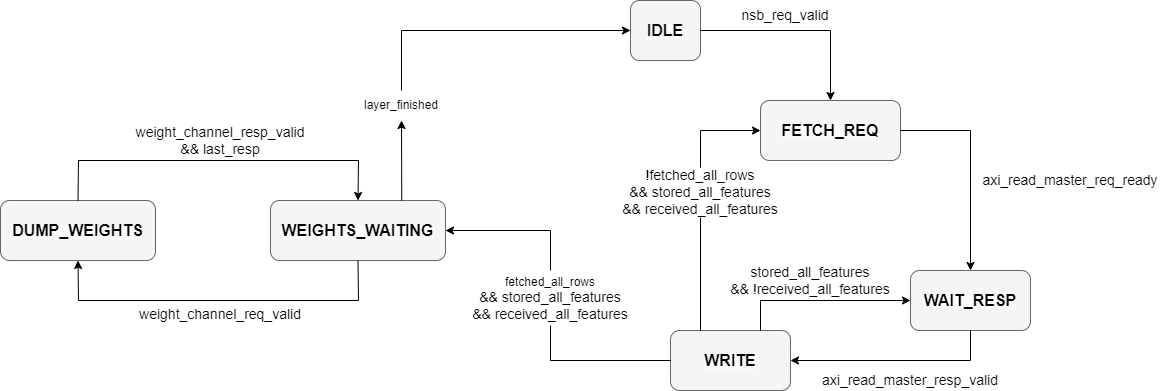 nsb_req_valid
IDLE
layer_finished
FETCH_REQ
weight_channel_resp_valid
&& last_resp
!fetched_all_rows
&& stored_all_features
&& received_all_features
axi_read_master_req_ready
DUMP_WEIGHTS
WEIGHTS_WAITING
fetched_all_rows
&& stored_all_features
&& received_all_features
stored_all_features
&& !received_all_features
WAIT_RESP
weight_channel_req_valid
WRITE
axi_read_master_resp_valid